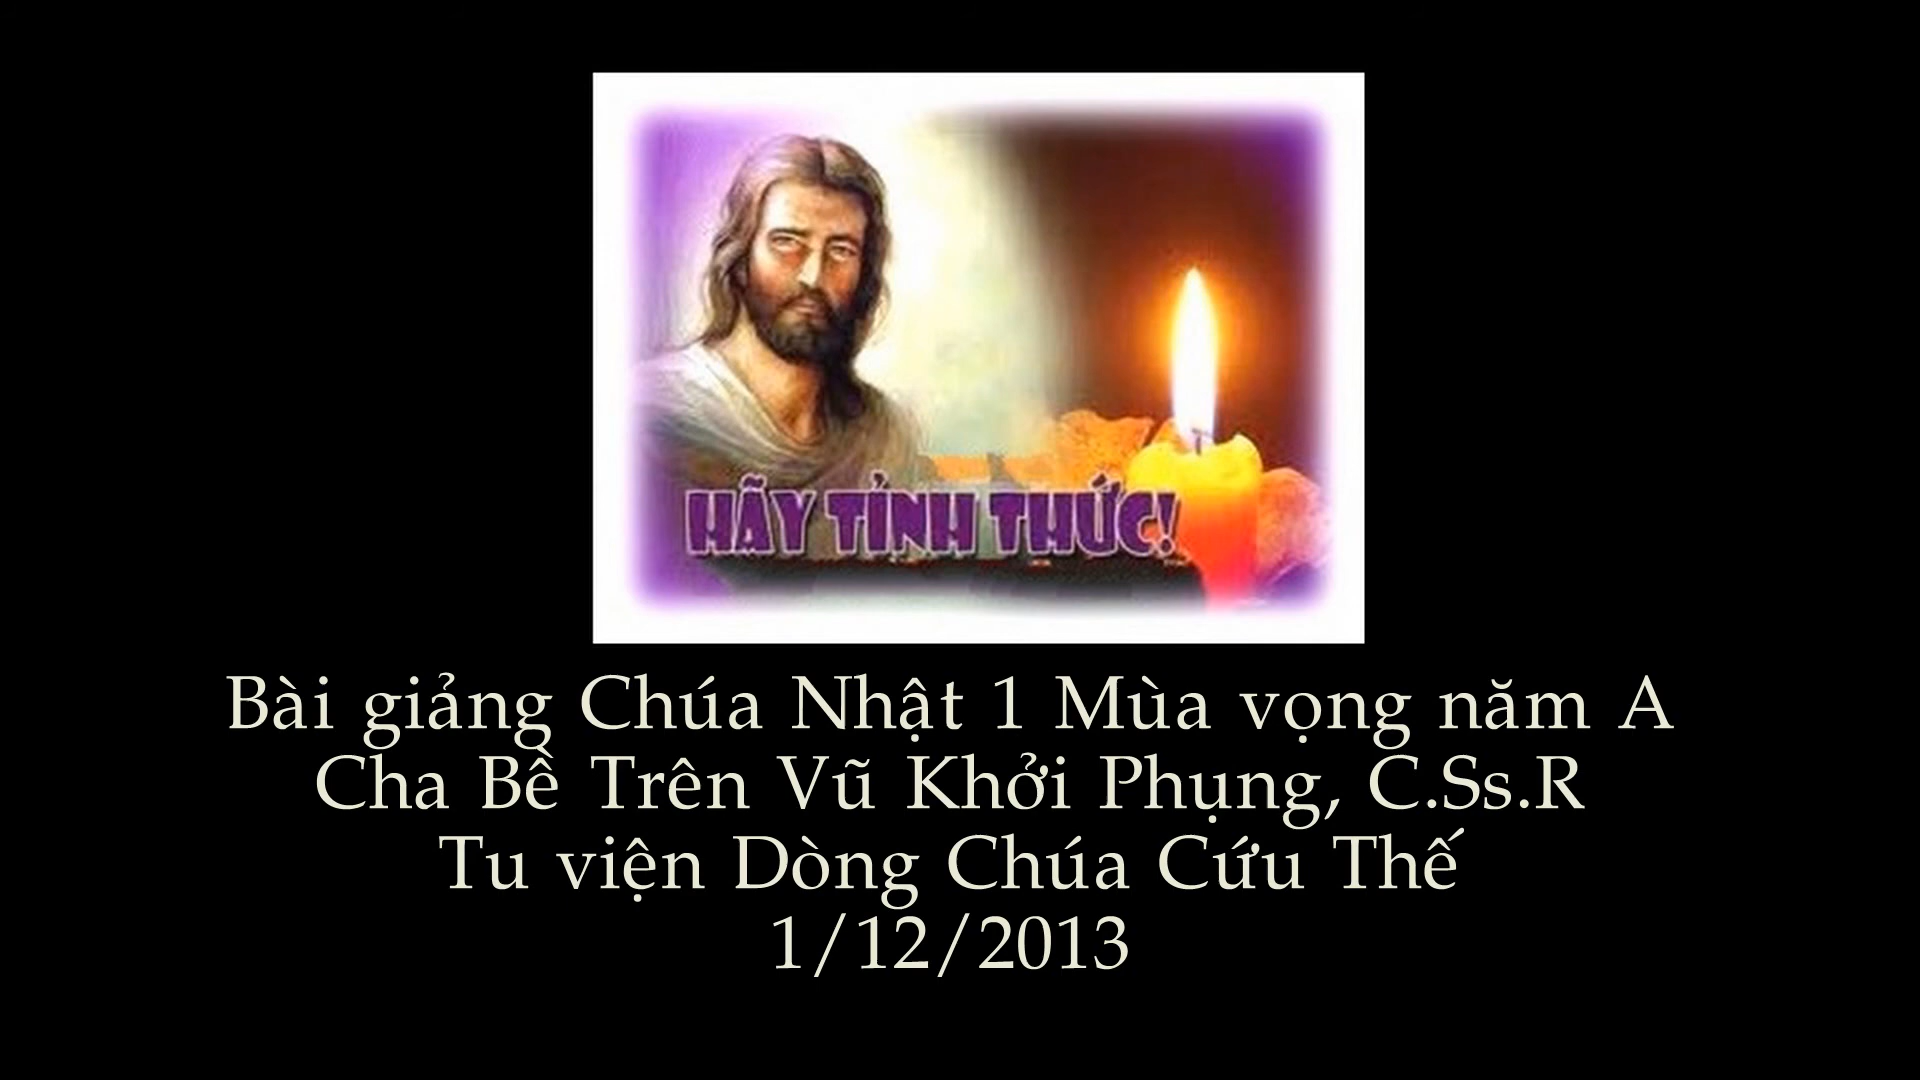 HÃY TỈNH THỨC!
Bài giảng Chúa Nhật 1 Mùa vọng năm A
Cha Bề Trên Vũ Khởi Phụng, C.Ss.R
Tu viện Dòng Chúa Cứu Thế
1/12/2013